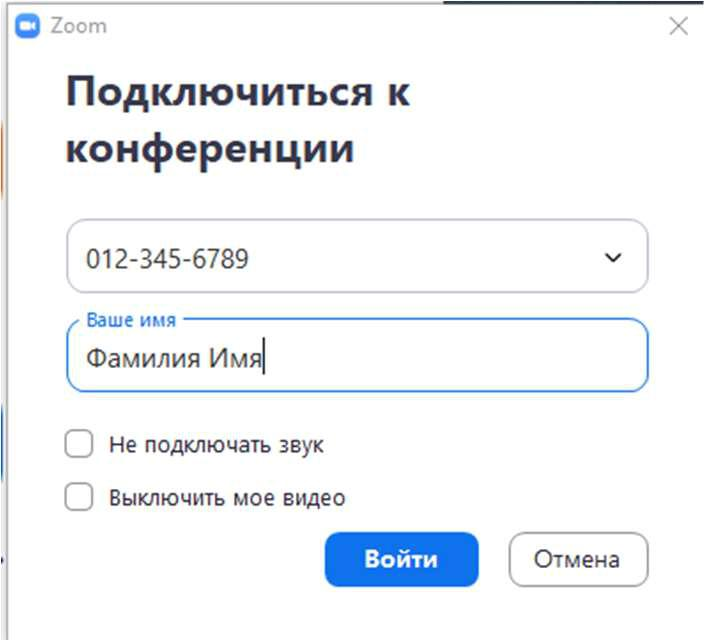 Zoom
Подключиться к
конференции
012-345-6789
Ваше имя
Фамилия Имя
Не подключать звук
Выключить мое видео
Войти
Отмена